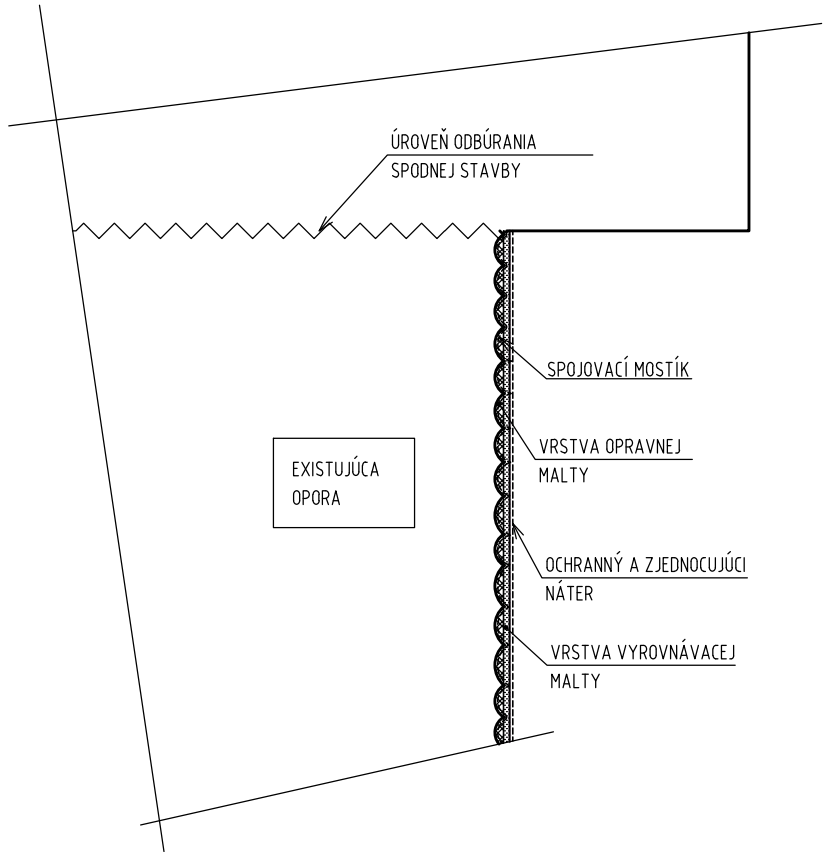 ÚROVEŇ ODBÚRANIA
SPODNEJ STAVBY
SPOJOVACÍ MOSTÍK
VRSTVA OPRAVNEJ
MALTY
EXISTUJÚCA
OPORA
OCHRANNÝ A ZJEDNOCUJÚCI
NÁTER
VRSTVA VYROVNÁVACEJ
MALTY